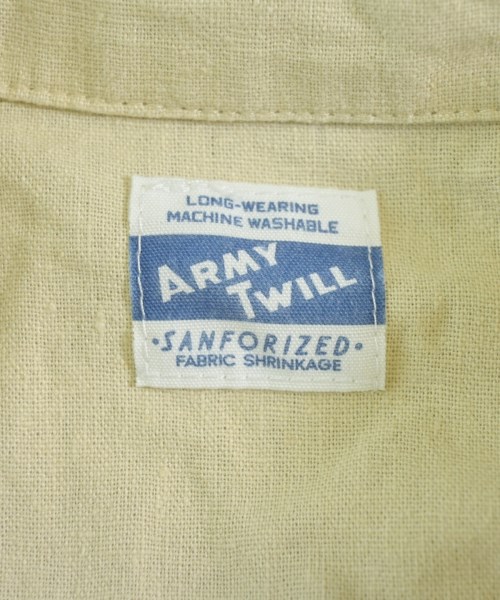 LONG-WEARING
MACHINE WASHABLE
ARMY
TWILL
·SANFORIZED·
FABRIC SHRINKAGE